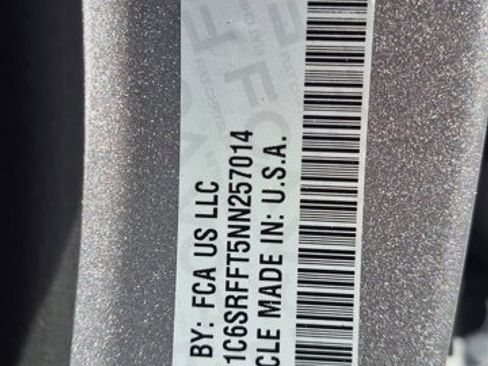 BY: FCA US LLC
1C6SRFFT5NN257014
CLE MADE IN: U.S.A.